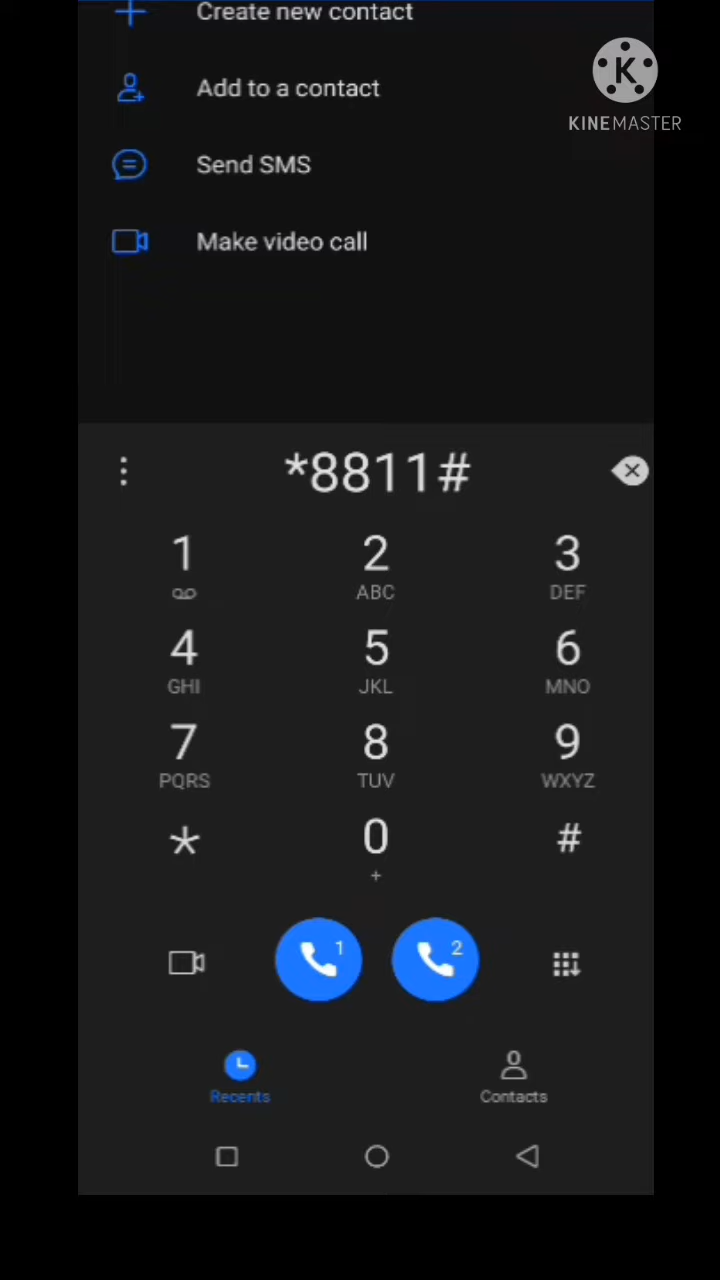 Create new contact
K
KINEMASTER
Add to a contact
Send SMS
Make video call
*8811#
1
2
ABC
3
DEF
4
GHI
5
JKL
6
MNO
7
PQRS
8
TUV
9
WXYZ
*
0
+
#
1
2
Recents
Contacts